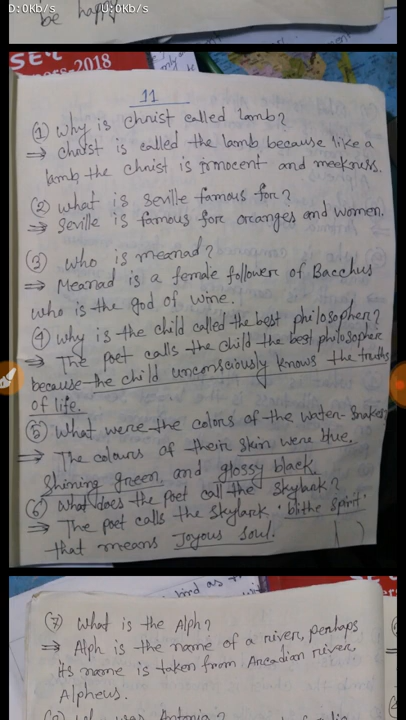 D:0Kb/s U:0Kb/s
be happy
SET
-2018
11
(1) Why is Christ called lamb?
⇒ Christ is called the lamb because like a
lamb, the Christ is innocent and meekness.
(2) What is Seville famous for?
⇒ Seville is famous for oranges and women.
(3) Who is meanad?
⇒ Meanad is a female follower of Bacchus
who is the god of wine.
(4) Why is the child called the best philosopher?
⇒ The poet calls the child the best philosopher
because the child unconsciously knows the truths
of life.
(5) What were the colors of the water-snakes?
⇒ The colours of their skin were blue,
shining green, and glossy black.
(6) What does the poet call the skylark?
⇒ The poet calls the skylark 'blithe spirit'
that means Joyous Soul.
(7) What is the Alph?
⇒ Alph is the name of a river, perhaps
its name is taken from Arcadian river,
Alpheus.
was Antonia?